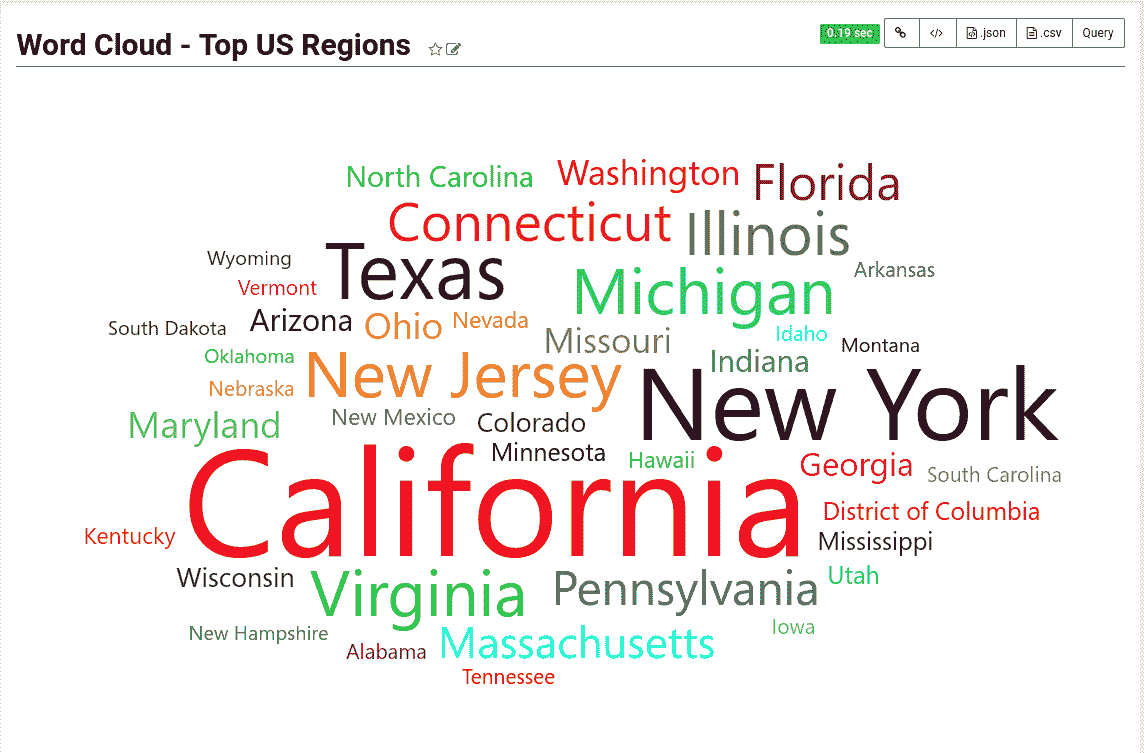 Word Cloud - Top US Regions
0.19 sec
</>
.json
.csv
Query
North Carolina
Washington
Florida
Connecticut
Illinois
Wyoming
Texas
Arkansas
Vermont
Michigan
South Dakota
Arizona
Ohio
Nevada
Missouri
Idaho
Montana
Oklahoma
Indiana
Nebraska
New Jersey
New York
Maryland
New Mexico
Colorado
Minnesota
Hawaii
Georgia
South Carolina
California
District of Columbia
Kentucky
Mississippi
Wisconsin
Virginia
Pennsylvania
Utah
New Hampshire
Iowa
Alabama
Massachusetts
Tennessee